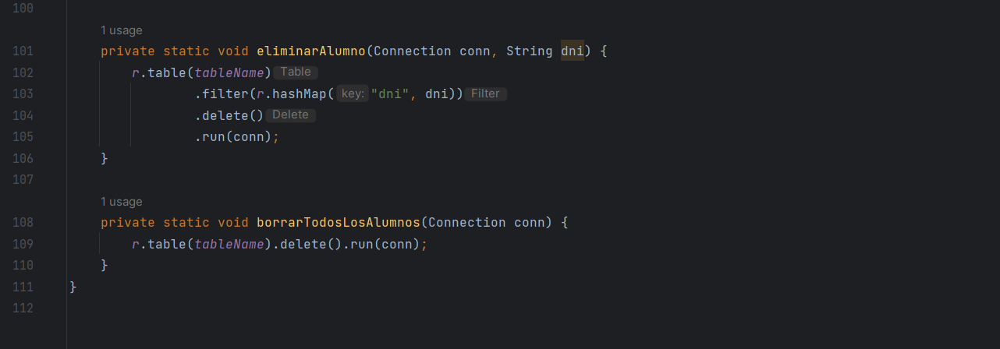 100
1 usage
101 private static void eliminarAlumno(Connection conn, String dni) {
102 r.table(tableName) Table
103 .filter(r.hashMap( key: "dni", dni)) Filter
104 .delete() Delete
105 .run(conn);
106 }
107
1 usage
108 private static void borrarTodosLosAlumnos(Connection conn) {
109 r.table(tableName).delete().run(conn);
110 }
111 }
112